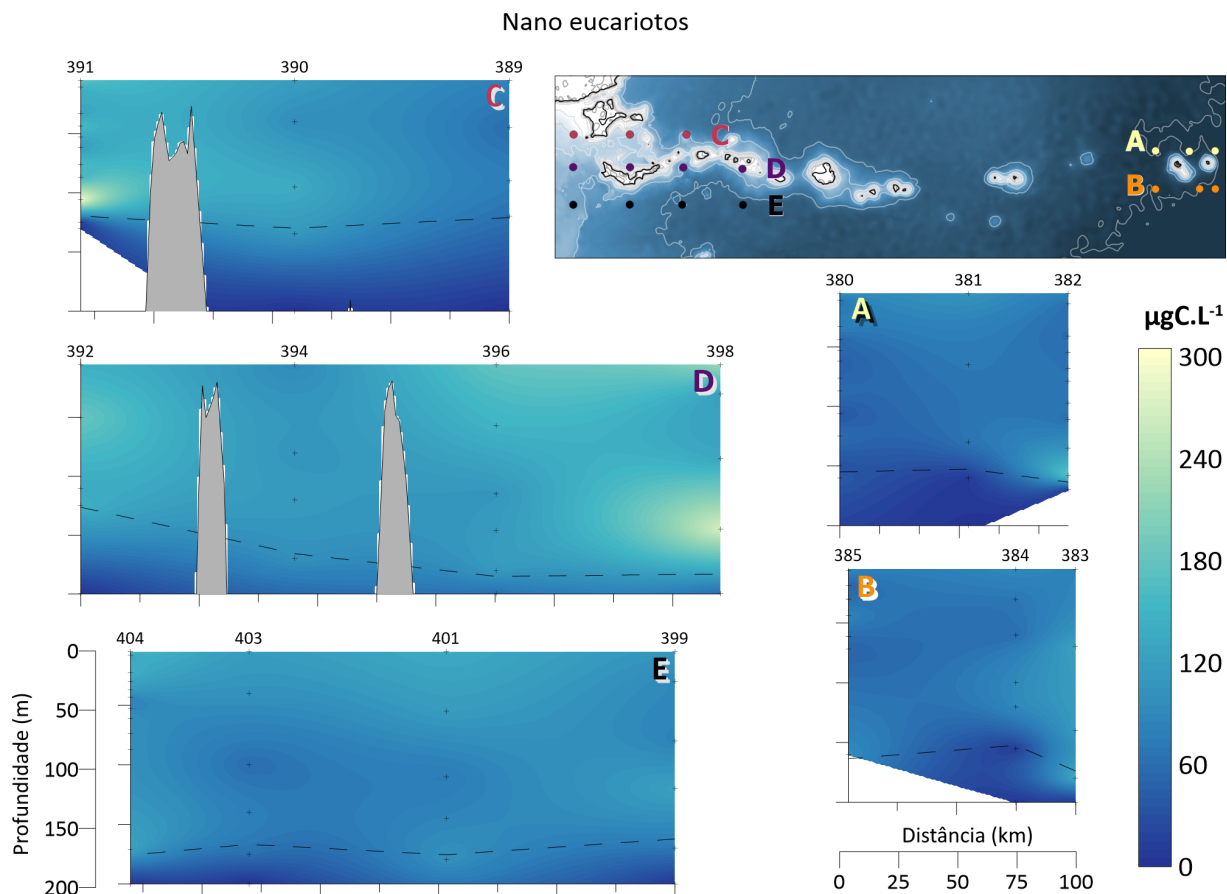 Nano eucariotos
391 390 389
C
A
C
D
B
E
380 381 382
A
µgC.L⁻¹
300
240
180
120
60
0
392 394 396 398
D
385 384 383
B
404 403 401 399
E
Profundidade (m)
0
50
100
150
200
Distância (km)
0 25 50 75 100